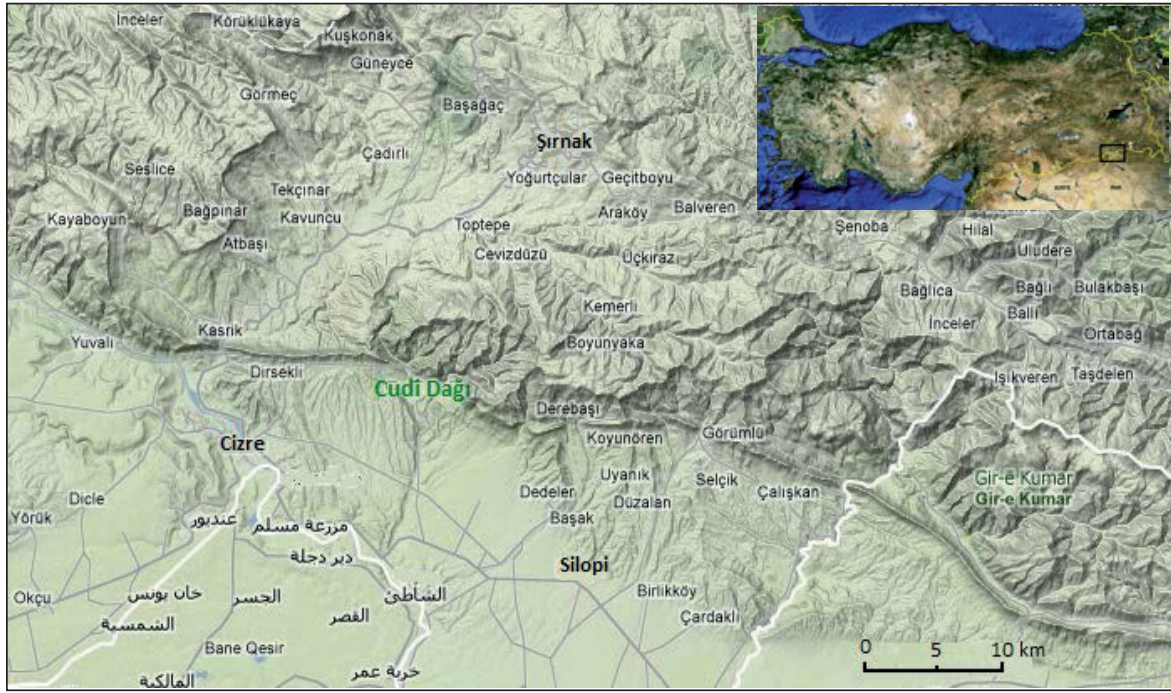 İnceler
Körüklükaya
Kuşkonak
Güneyce
Görmeç
Başağaç
Şırnak
Çadırlı
Seslice
Tekçınar
Yoğurtçular
Geçitboyu
Kayaboyun
Bağpınar
Kavuncu
Araköy
Balveren
Atbaşı
Toptepe
Cevizdüzü
Üçkiraz
Şenoba
Hilal
Uludere
Bağlıca
Bağlı
Bulakbaşı
Ballı
İnceler
Ortabağ
Kemerli
Kasrik
Yuvalı
Boyunyaka
Dirsekli
Işıkveren
Taşdelen
Cudi Dağı
Derebaşı
Cizre
Koyunören
Görümlü
Uyanık
Selçik
Gir-e Kumar
Gir-e Kumar
Dicle
Dedeler
Düzalan
Çalışkan
Yörük
عنديور
مزرعة مسلم
Başak
دير دجلة
Silopi
Okçu
خان يونس
الجسر
الشاطئ
Birlikköy
الشمسية
القصر
Çardaklı
Bane Qesir
خربة عمر
المالكية
0 5 10 km